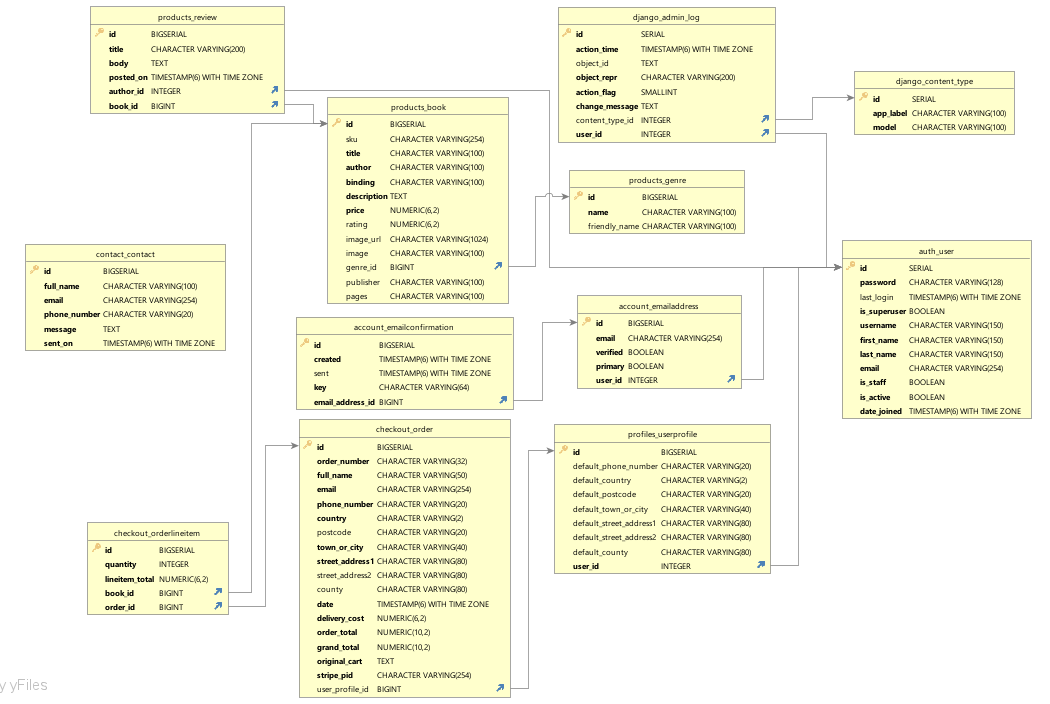 products_review
id BIGSERIAL
title CHARACTER VARYING(200)
body TEXT
posted_on TIMESTAMP(6) WITH TIME ZONE
author_id INTEGER
book_id BIGINT
django_admin_log
id SERIAL
action_time TIMESTAMP(6) WITH TIME ZONE
object_id TEXT
object_repr CHARACTER VARYING(200)
action_flag SMALLINT
change_message TEXT
content_type_id INTEGER
user_id INTEGER
django_content_type
id SERIAL
app_label CHARACTER VARYING(100)
model CHARACTER VARYING(100)
products_book
id BIGSERIAL
sku CHARACTER VARYING(254)
title CHARACTER VARYING(100)
author CHARACTER VARYING(100)
binding CHARACTER VARYING(100)
description TEXT
price NUMERIC(6,2)
rating NUMERIC(6,2)
image_url CHARACTER VARYING(1024)
image CHARACTER VARYING(100)
genre_id BIGINT
publisher CHARACTER VARYING(100)
pages CHARACTER VARYING(100)
products_genre
id BIGSERIAL
name CHARACTER VARYING(100)
friendly_name CHARACTER VARYING(100)
contact_contact
id BIGSERIAL
full_name CHARACTER VARYING(100)
email CHARACTER VARYING(254)
phone_number CHARACTER VARYING(20)
message TEXT
sent_on TIMESTAMP(6) WITH TIME ZONE
auth_user
id SERIAL
password CHARACTER VARYING(128)
last_login TIMESTAMP(6) WITH TIME ZONE
is_superuser BOOLEAN
username CHARACTER VARYING(150)
first_name CHARACTER VARYING(150)
last_name CHARACTER VARYING(150)
email CHARACTER VARYING(254)
is_staff BOOLEAN
is_active BOOLEAN
date_joined TIMESTAMP(6) WITH TIME ZONE
account_emailaddress
id BIGSERIAL
email CHARACTER VARYING(254)
verified BOOLEAN
primary BOOLEAN
user_id INTEGER
account_emailconfirmation
id BIGSERIAL
created TIMESTAMP(6) WITH TIME ZONE
sent TIMESTAMP(6) WITH TIME ZONE
key CHARACTER VARYING(64)
email_address_id BIGINT
checkout_order
id BIGSERIAL
order_number CHARACTER VARYING(32)
full_name CHARACTER VARYING(50)
email CHARACTER VARYING(254)
phone_number CHARACTER VARYING(20)
country CHARACTER VARYING(2)
postcode CHARACTER VARYING(20)
town_or_city CHARACTER VARYING(40)
street_address1 CHARACTER VARYING(80)
street_address2 CHARACTER VARYING(80)
county CHARACTER VARYING(80)
date TIMESTAMP(6) WITH TIME ZONE
delivery_cost NUMERIC(6,2)
order_total NUMERIC(10,2)
grand_total NUMERIC(10,2)
original_cart TEXT
stripe_pid CHARACTER VARYING(254)
user_profile_id BIGINT
profiles_userprofile
id BIGSERIAL
default_phone_number CHARACTER VARYING(20)
default_country CHARACTER VARYING(2)
default_postcode CHARACTER VARYING(20)
default_town_or_city CHARACTER VARYING(40)
default_street_address1 CHARACTER VARYING(80)
default_street_address2 CHARACTER VARYING(80)
default_county CHARACTER VARYING(80)
user_id INTEGER
checkout_orderlineitem
id BIGSERIAL
quantity INTEGER
lineitem_total NUMERIC(6,2)
book_id BIGINT
order_id BIGINT
y yFiles